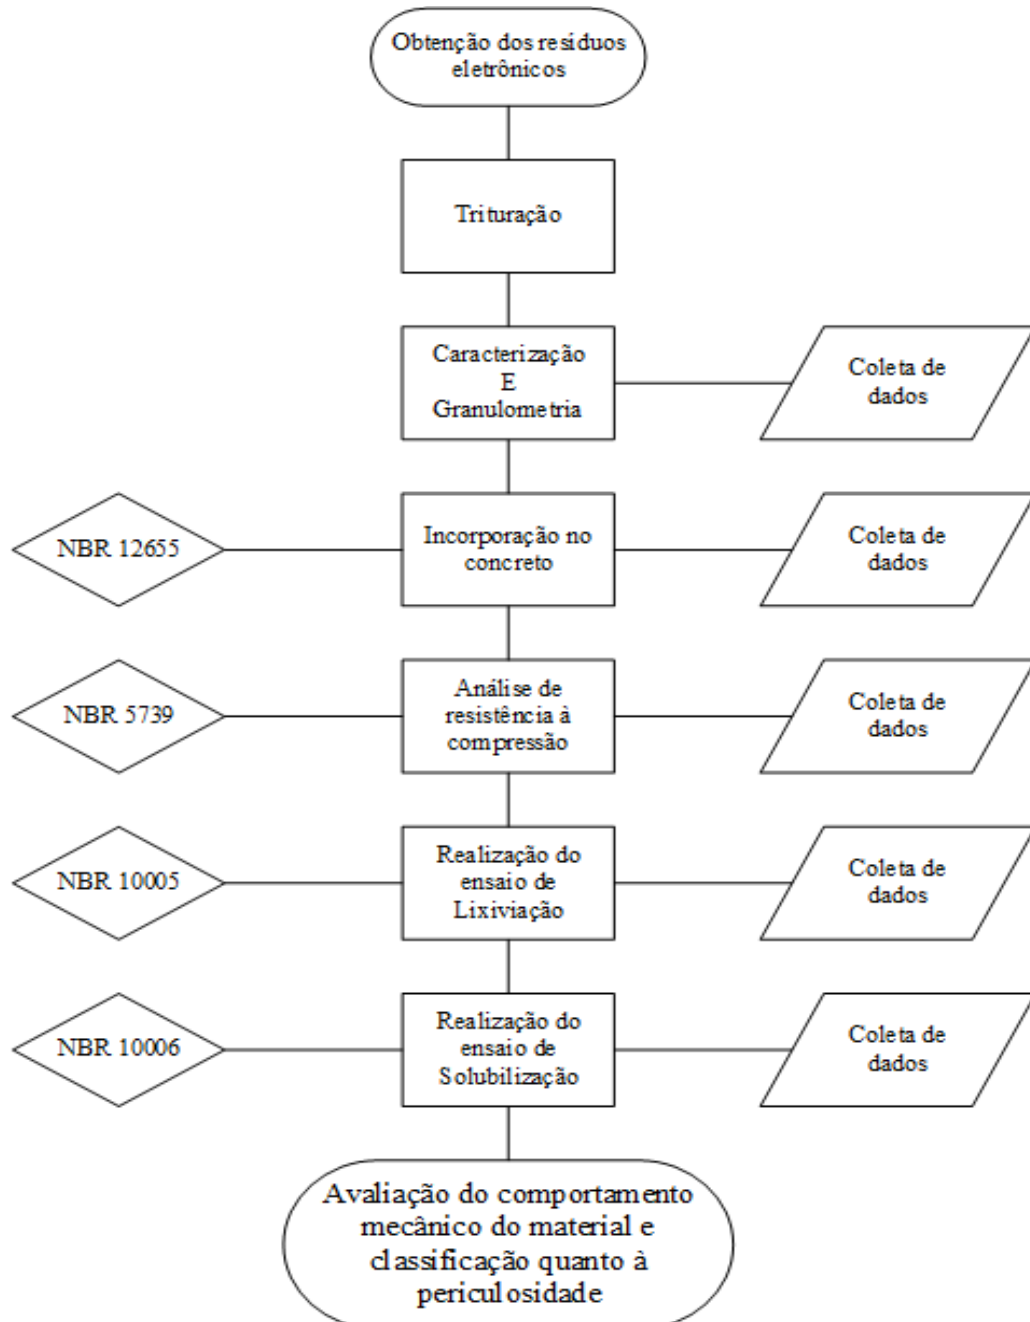 Obtenção dos resíduos
eletrônicos
Trituração
Caracterização
E
Granulometria
Coleta de
dados
NBR 12655
Incorporação no
concreto
Coleta de
dados
NBR 5739
Análise de
resistência à
compressão
Coleta de
dados
NBR 10005
Realização do
ensaio de
Lixiviação
Coleta de
dados
NBR 10006
Realização do
ensaio de
Solubilização
Coleta de
dados
Avaliação do comportamento
mecânico do material e
classificação quanto à
periculosidade